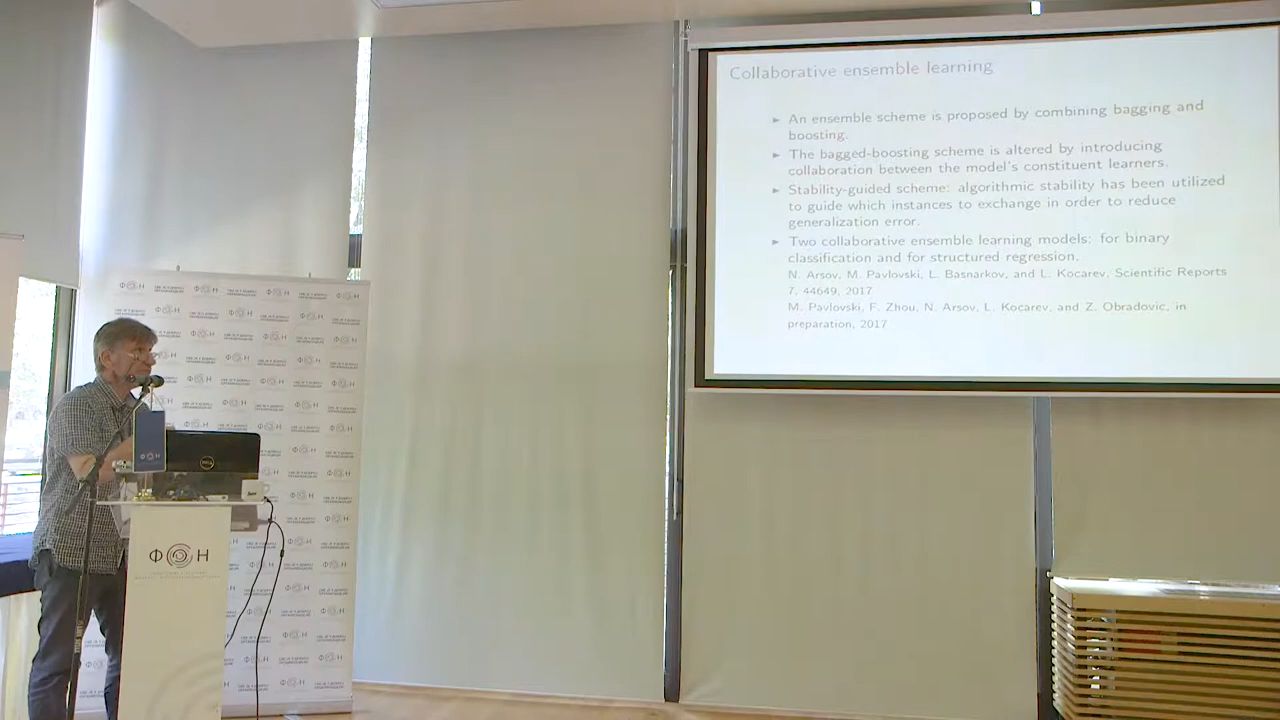 Collaborative ensemble learning
► An ensemble scheme is proposed by combining bagging and
boosting.
► The bagged-boosting scheme is altered by introducing
collaboration between the model's constituent learners.
► Stability-guided scheme: algorithmic stability has been utilized
to guide which instances to exchange in order to reduce
generalization error.
► Two collaborative ensemble learning models: for binary
classification and for structured regression.
N. Arsov, M. Pavlovski, L. Basnarkov, and L. Kocarev, Scientific Reports
7, 44649, 2017
M. Pavlovski, F. Zhou, N. Arsov, L. Kocarev, and Z. Obradovic, in
preparation, 2017
DELL
Ф Н